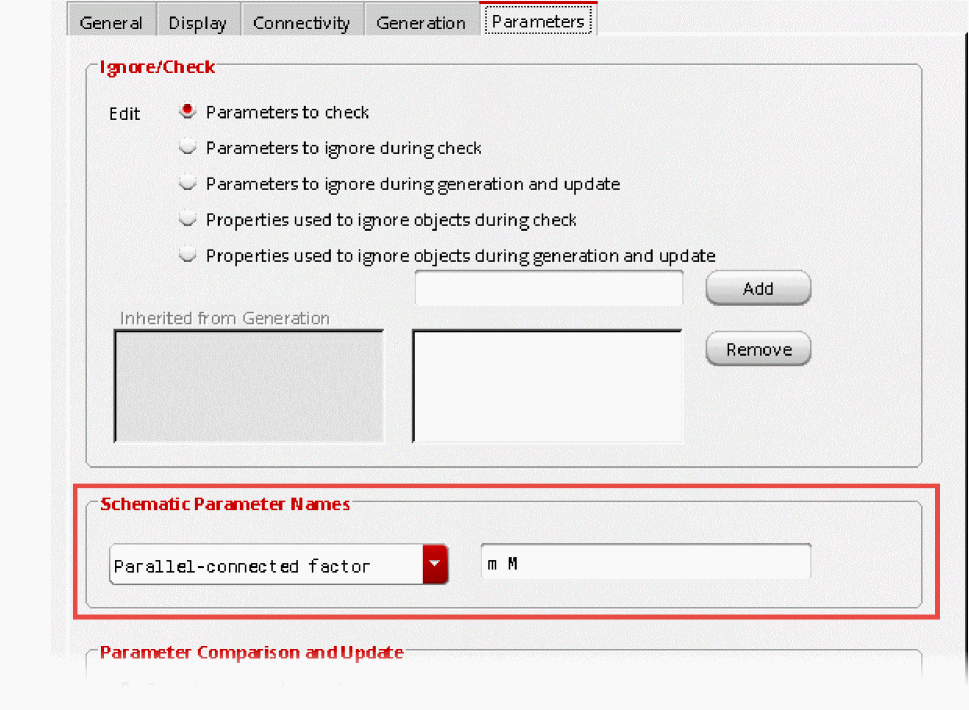 General Display Connectivity Generation Parameters
Ignore/Check
Edit Parameters to check
Parameters to ignore during check
Parameters to ignore during generation and update
Properties used to ignore objects during check
Properties used to ignore objects during generation and update
Add
Inherited from Generation
Remove
Schematic Parameter Names
Parallel-connected factor m M
Parameter Comparison and Update